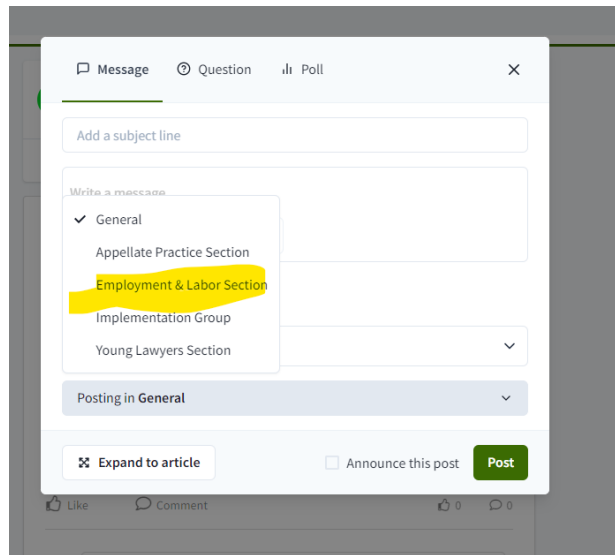 Message Question Poll
Add a subject line
Write a message
General
Appellate Practice Section
Employment & Labor Section
Implementation Group
Young Lawyers Section
Posting in General
Expand to article Announce this post Post
Like Comment 0 0